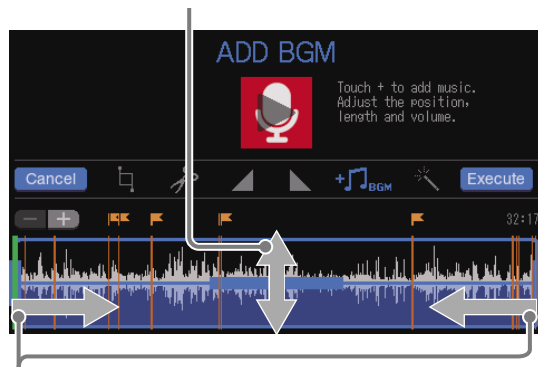 ADD BGM
Touch + to add music.
Adjust the position,
length and volume.
Cancel
+BGM
Execute
- +
32:17